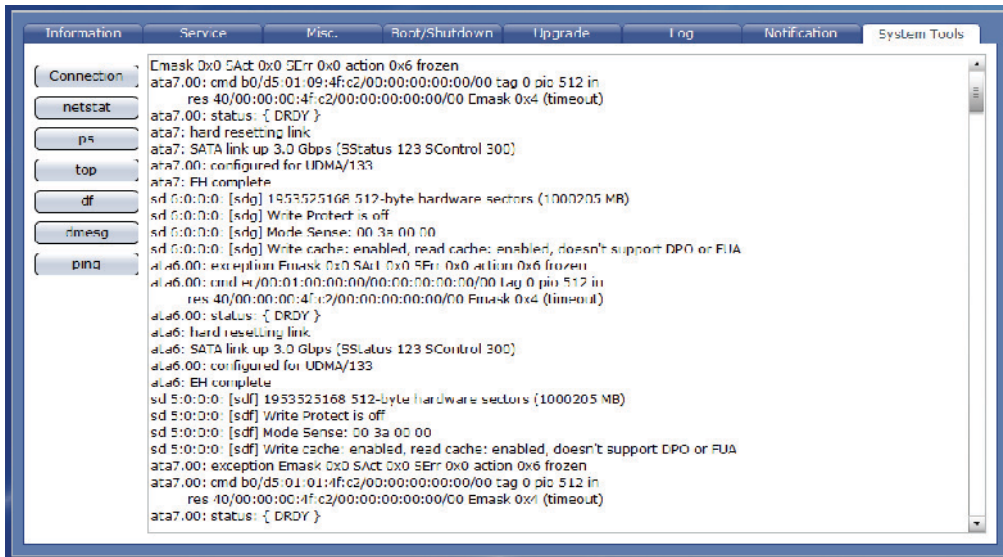 Information Service Misc. Boot/Shutdown Upgrade Log Notification System Tools
Connection
netstat
ps
top
df
dmesg
ping
Emask 0x0 SAct 0x0 SErr 0x0 action 0x6 frozen
ata7.00: cmd b0/d5:01:09:4f:c2/00:00:00:00:00/00 tag 0 pio 512 in
res 40/00:00:00:4f:c2/00:00:00:00:00/00 Emask 0x4 (timeout)
ata7.00: status: { DRDY }
ata7: hard resetting link
ata7: SATA link up 3.0 Gbps (SStatus 123 SControl 300)
ata7.00: configured for UDMA/133
ata7: EH complete
sd 6:0:0:0: [sdg] 1953525168 512-byte hardware sectors (1000205 MB)
sd 6:0:0:0: [sdg] Write Protect is off
sd 6:0:0:0: [sdg] Mode Sense: 00 3a 00 00
sd 6:0:0:0: [sdg] Write cache: enabled, read cache: enabled, doesn't support DPO or FUA
ata6.00: exception Emask 0x0 SAct 0x0 SErr 0x0 action 0x6 frozen
ata6.00: cmd ec/00:01:00:00:00/00:00:00:00:00/00 tag 0 pio 512 in
res 40/00:00:00:4f:c2/00:00:00:00:00/00 Emask 0x4 (timeout)
ata6.00: status: { DRDY }
ata6: hard resetting link
ata6: SATA link up 3.0 Gbps (SStatus 123 SControl 300)
ata6.00: configured for UDMA/133
ata6: EH complete
sd 5:0:0:0: [sdf] 1953525168 512-byte hardware sectors (1000205 MB)
sd 5:0:0:0: [sdf] Write Protect is off
sd 5:0:0:0: [sdf] Mode Sense: 00 3a 00 00
sd 5:0:0:0: [sdf] Write cache: enabled, read cache: enabled, doesn't support DPO or FUA
ata7.00: exception Emask 0x0 SAct 0x0 SErr 0x0 action 0x6 frozen
ata7.00: cmd b0/d5:01:01:4f:c2/00:00:00:00:00/00 tag 0 pio 512 in
res 40/00:00:00:4f:c2/00:00:00:00:00/00 Emask 0x4 (timeout)
ata7.00: status: { DRDY }